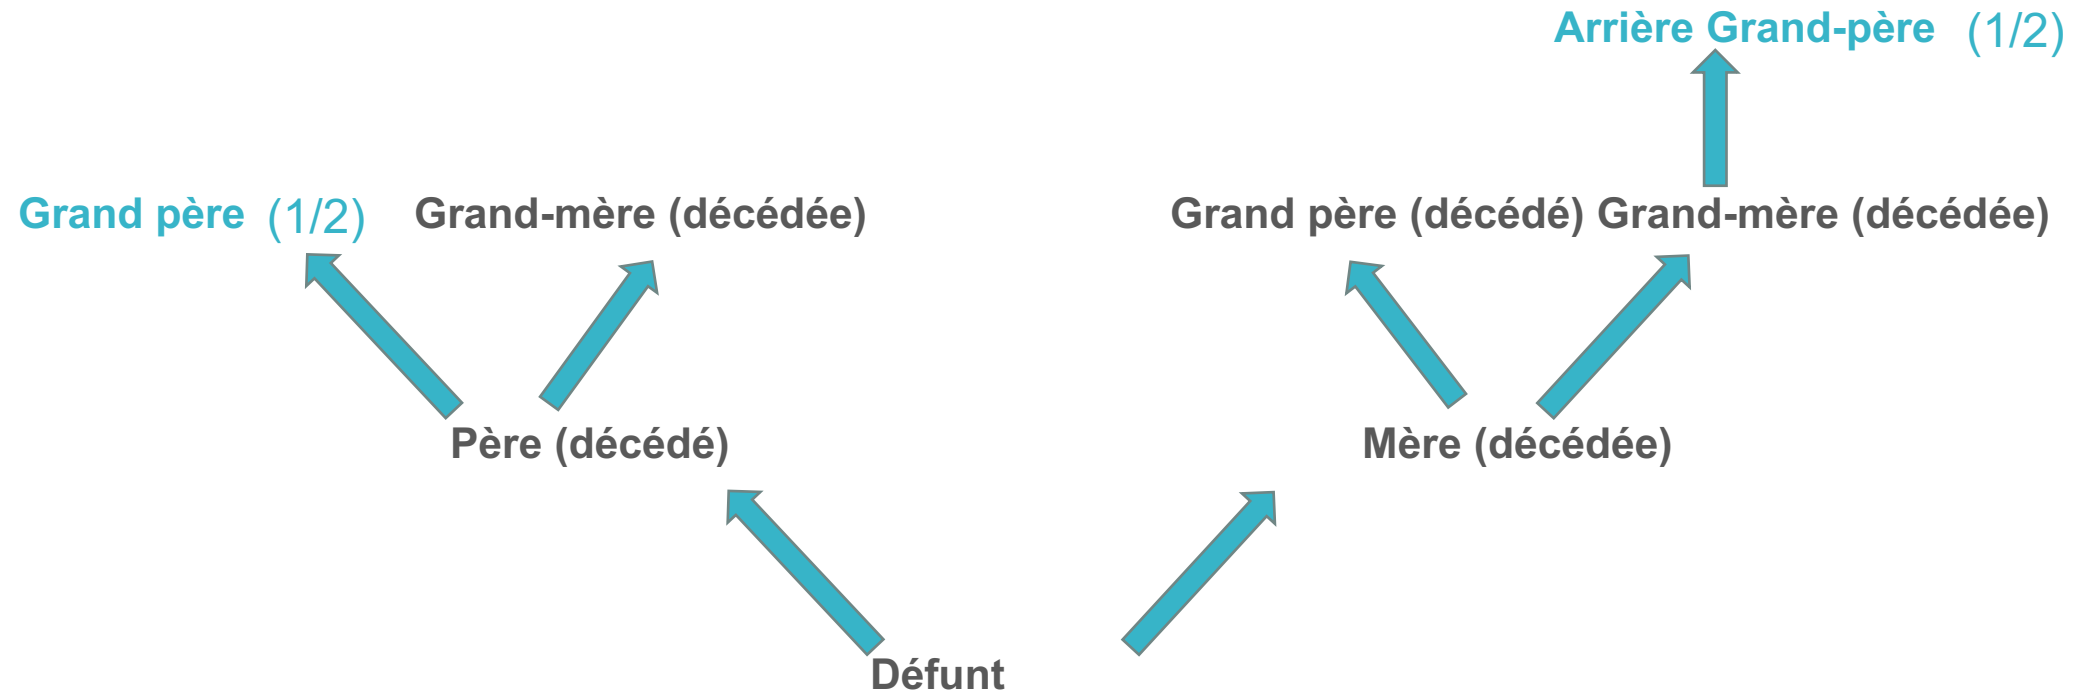 Arrière Grand-père (1/2)
Grand père (1/2) Grand-mère (décédée) Grand père (décédé) Grand-mère (décédée)
Père (décédé) Mère (décédée)
Défunt